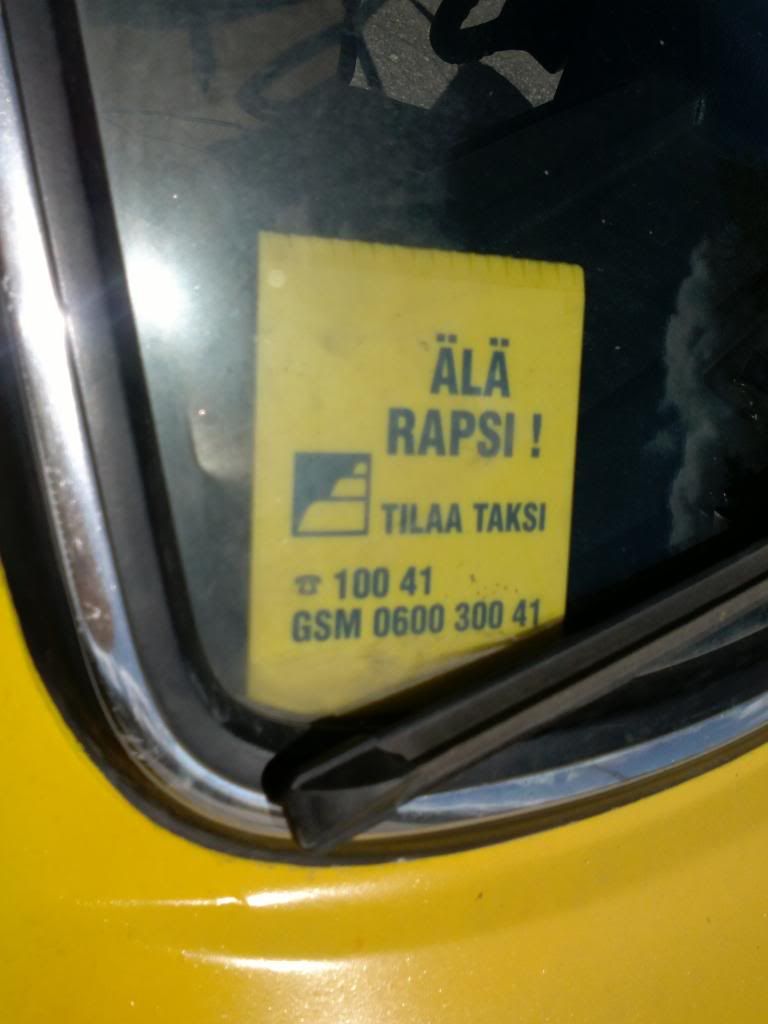 ÄLÄ
RAPSI !
TILAA TAKSI
☎ 100 41
GSM 0600 300 41